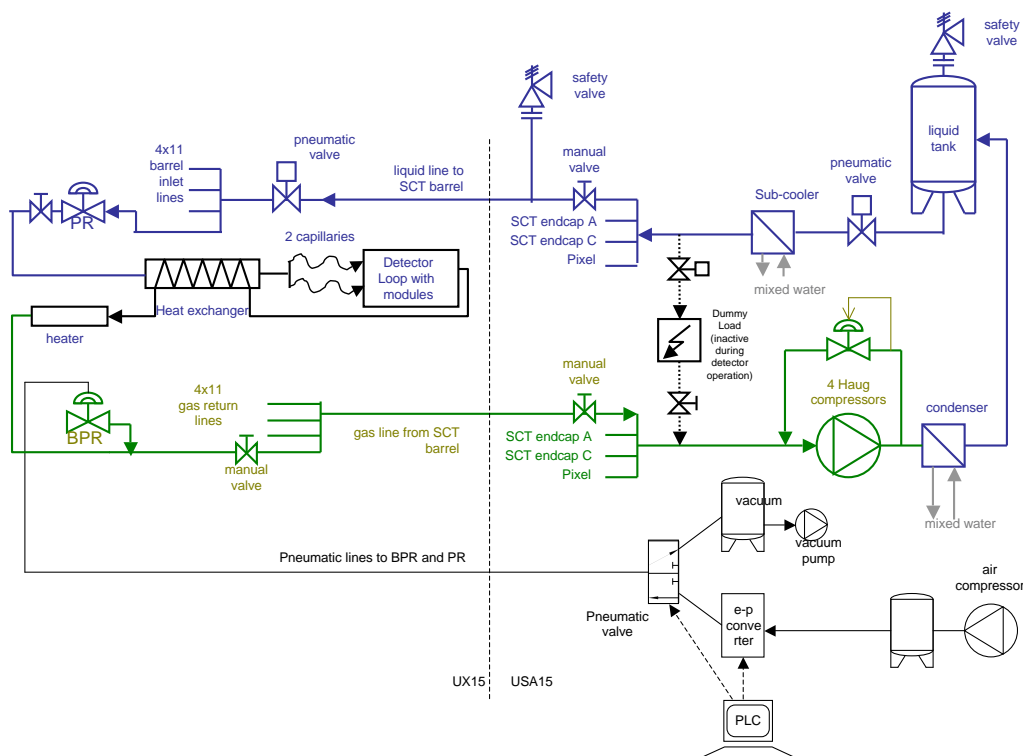 safety
valve
safety
valve
liquid
tank
4x11
barrel
inlet
lines
pneumatic
valve
liquid line to
SCT barrel
manual
valve
pneumatic
valve
Sub-cooler
PR
SCT endcap A
SCT endcap C
Pixel
2 capillaries
Detector
Loop with
modules
mixed water
Heat exchanger
heater
Dummy
Load
(inactive
during
detector
operation)
4x11
gas return
lines
manual
valve
4 Haug
compressors
condenser
BPR
gas line from SCT
barrel
manual
valve
SCT endcap A
SCT endcap C
Pixel
mixed water
vacuum
vacuum
pump
Pneumatic lines to BPR and PR
air
compressor
Pneumatic
valve
e-p
conve
rter
UX15
USA15
PLC